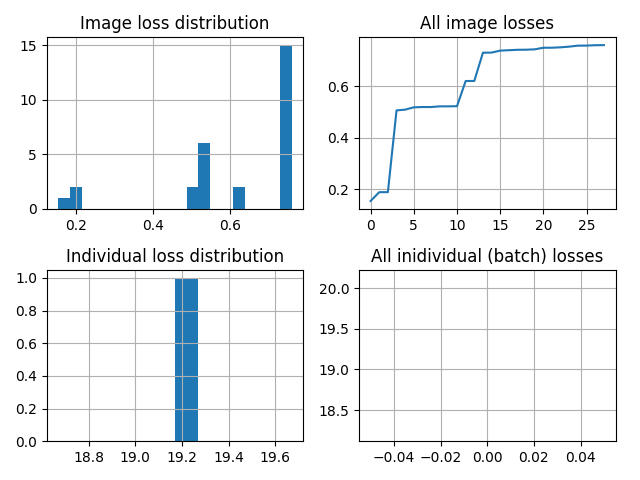 Image loss distribution
15
10
5
0
0.2 0.4 0.6
All image losses
0.6
0.4
0.2
0 5 10 15 20 25
Individual loss distribution
1.0
0.8
0.6
0.4
0.2
0.0
18.8 19.0 19.2 19.4 19.6
All inidividual (batch) losses
20.0
19.5
19.0
18.5
−0.04 −0.02 0.00 0.02 0.04